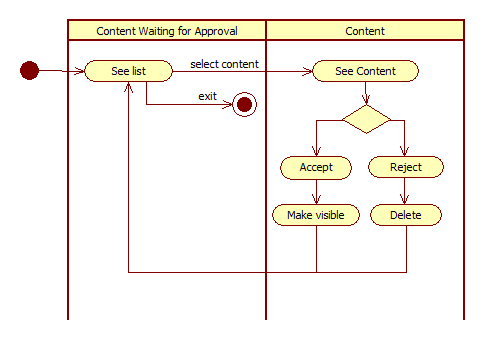 Content Waiting for Approval
Content
See list
select content
See Content
exit
Accept
Reject
Make visible
Delete